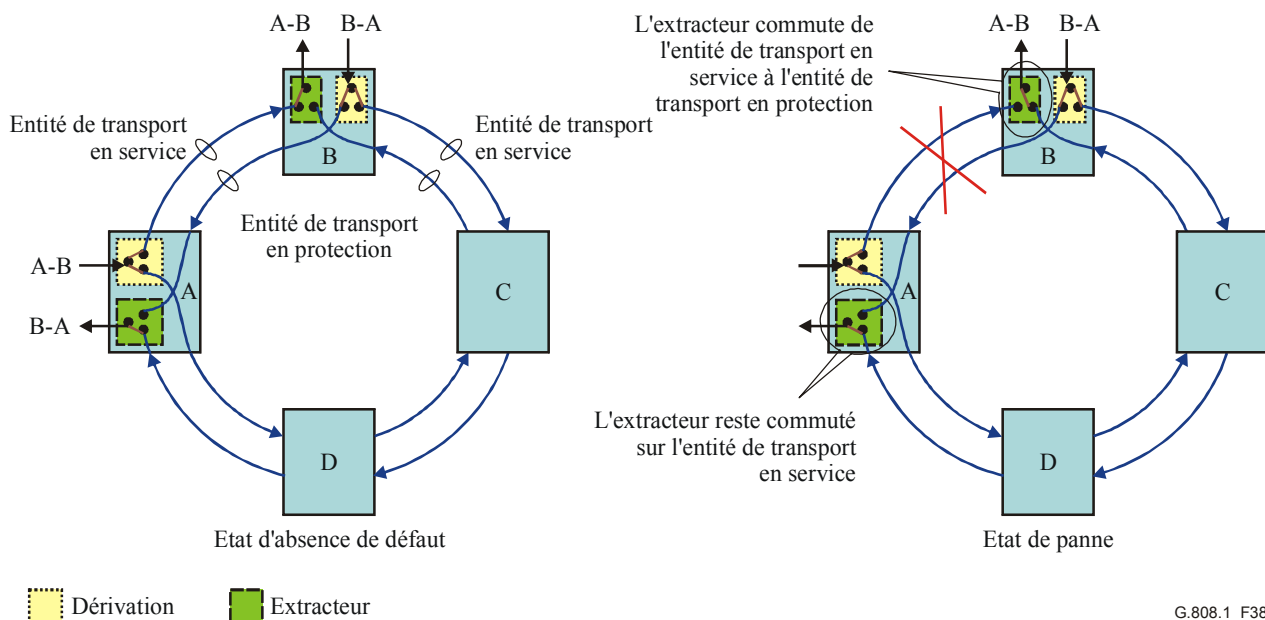 A-B
B-A
Entité de transport
en service
Entité de transport
en service
B
Entité de transport
en protection
A-B
A
B-A
C
D
Etat d'absence de défaut
L'extracteur commute de
l'entité de transport en
service à l'entité de
transport en protection
A-B
B-A
B
A
C
L'extracteur reste commuté
sur l'entité de transport
en service
D
Etat de panne
Dérivation
Extracteur
G.808.1_F38